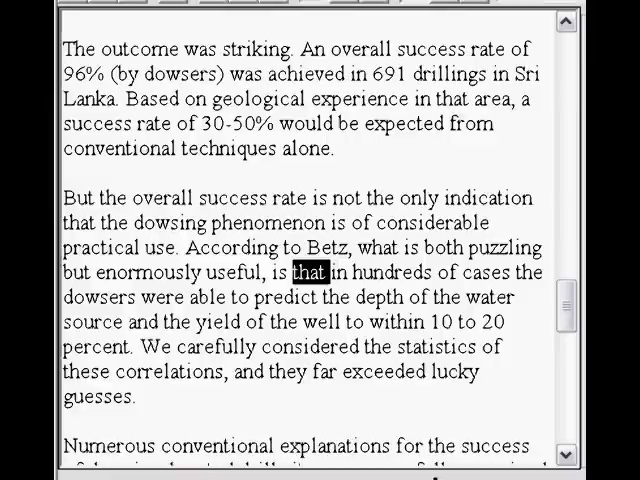 The outcome was striking. An overall success rate of
96% (by dowsers) was achieved in 691 drillings in Sri
Lanka. Based on geological experience in that area, a
success rate of 30-50% would be expected from
conventional techniques alone.
But the overall success rate is not the only indication
that the dowsing phenomenon is of considerable
practical use. According to Betz, what is both puzzling
but enormously useful, is that in hundreds of cases the
dowsers were able to predict the depth of the water
source and the yield of the well to within 10 to 20
percent. We carefully considered the statistics of
these correlations, and they far exceeded lucky
guesses.
Numerous conventional explanations for the success